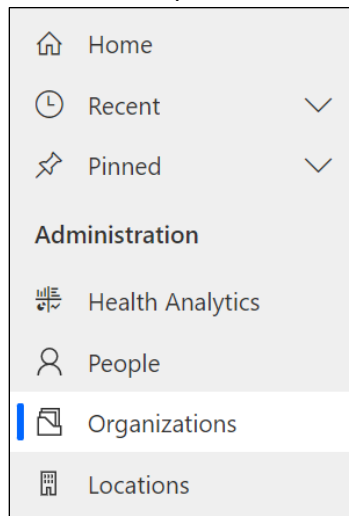 Home
Recent
Pinned
Administration
Health Analytics
People
Organizations
Locations